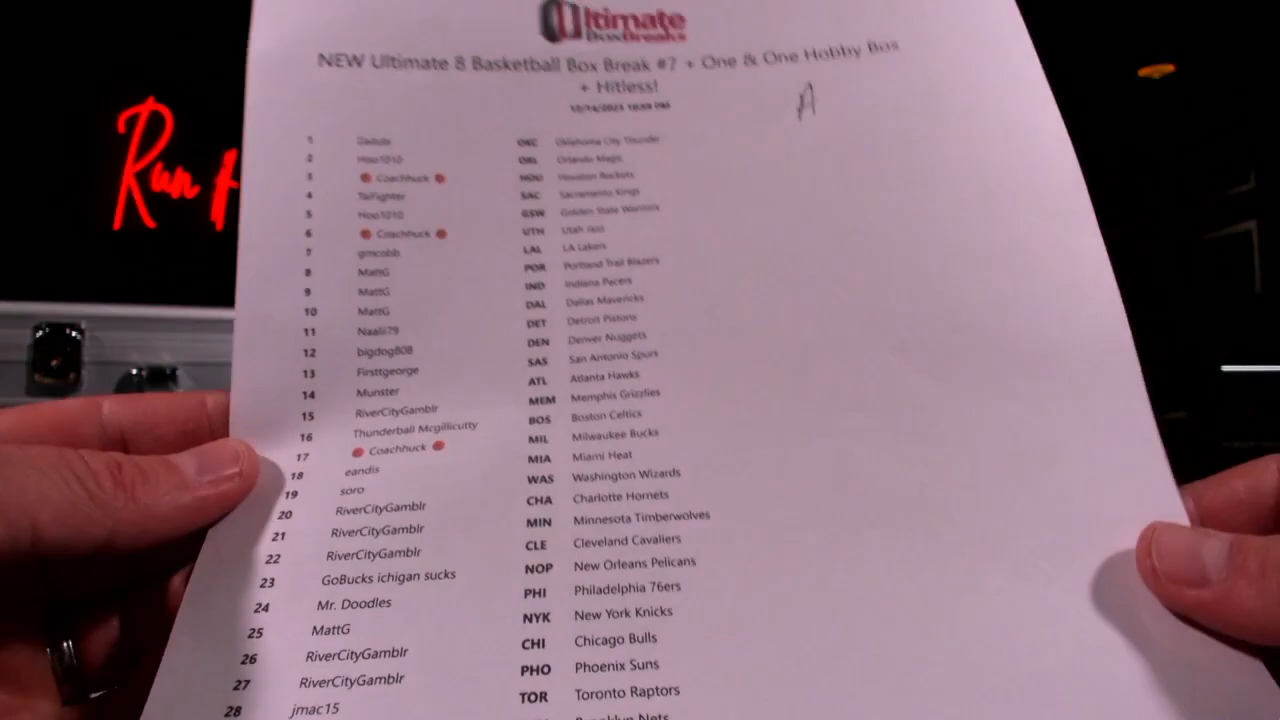 Ultimate
BoxBreaks
NEW Ultimate 8 Basketball Box Break #7 + One & One Hobby Box
+ Hitless!
A
Run
1 OKC Oklahoma City Thunder
2 Hoo1010 ORL Orlando Magic
3 Coachhuck HOU Houston Rockets
4 TaiFighter SAC Sacramento Kings
5 Hoo1010 GSW Golden State Warriors
6 Coachhuck UTH Utah Jazz
7 gmcobb LAL LA Lakers
8 MattG POR Portland Trail Blazers
9 MattG IND Indiana Pacers
10 MattG DAL Dallas Mavericks
11 Naalii79 DET Detroit Pistons
12 bigdog808 DEN Denver Nuggets
13 Firsttgeorge SAS San Antonio Spurs
14 Munster ATL Atlanta Hawks
15 RiverCityGamblr MEM Memphis Grizzlies
16 Thunderball Mcgillicutty BOS Boston Celtics
17 Coachhuck MIL Milwaukee Bucks
18 eandis MIA Miami Heat
19 soro WAS Washington Wizards
20 RiverCityGamblr CHA Charlotte Hornets
21 RiverCityGamblr MIN Minnesota Timberwolves
22 RiverCityGamblr CLE Cleveland Cavaliers
23 GoBucks ichigan sucks NOP New Orleans Pelicans
24 Mr. Doodles PHI Philadelphia 76ers
25 MattG NYK New York Knicks
26 RiverCityGamblr CHI Chicago Bulls
27 RiverCityGamblr PHO Phoenix Suns
28 jmac15 TOR Toronto Raptors
Brooklyn Nets